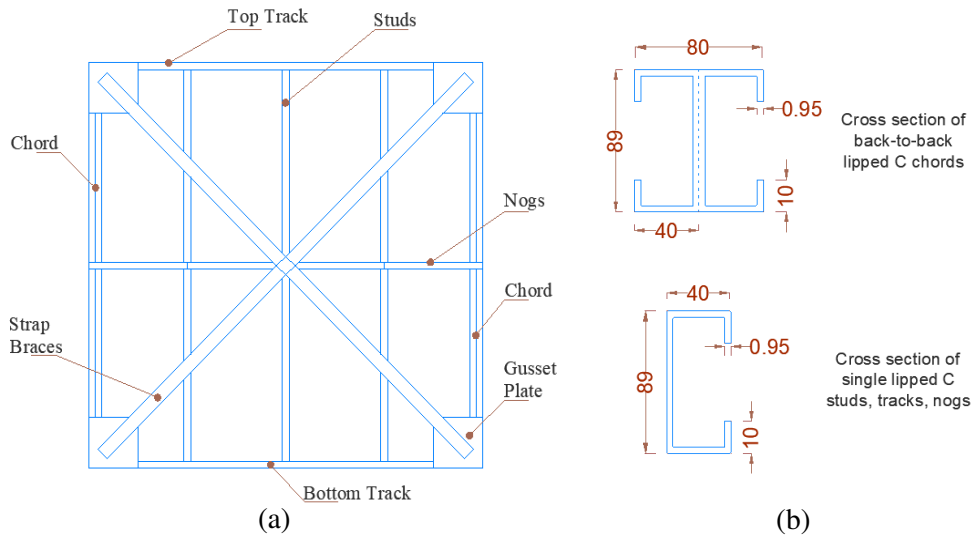 Top Track
Studs
Chord
Nogs
Chord
Strap
Braces
Gusset
Plate
Bottom Track
(a)
80
89
0.95
10
40
Cross section of
back-to-back
lipped C chords
40
89
0.95
10
Cross section of
single lipped C
studs, tracks, nogs
(b)